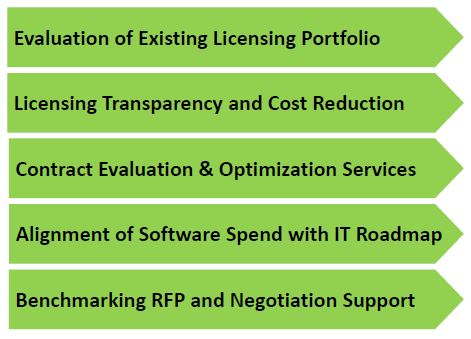 Evaluation of Existing Licensing Portfolio
Licensing Transparency and Cost Reduction
Contract Evaluation & Optimization Services
Alignment of Software Spend with IT Roadmap
Benchmarking RFP and Negotiation Support